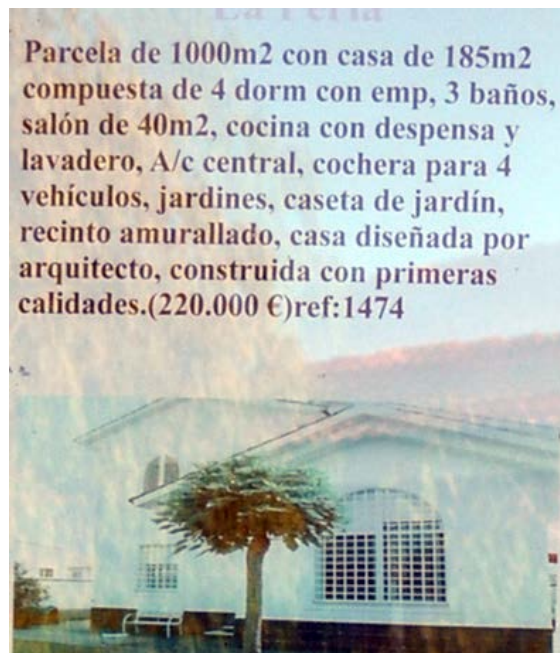 La Perla
Parcela de 1000m2 con casa de 185m2
compuesta de 4 dorm con emp, 3 baños,
salón de 40m2, cocina con despensa y
lavadero, A/c central, cochera para 4
vehículos, jardines, caseta de jardín,
recinto amurallado, casa diseñada por
arquitecto, construida con primeras
calidades.(220.000 €)ref:1474